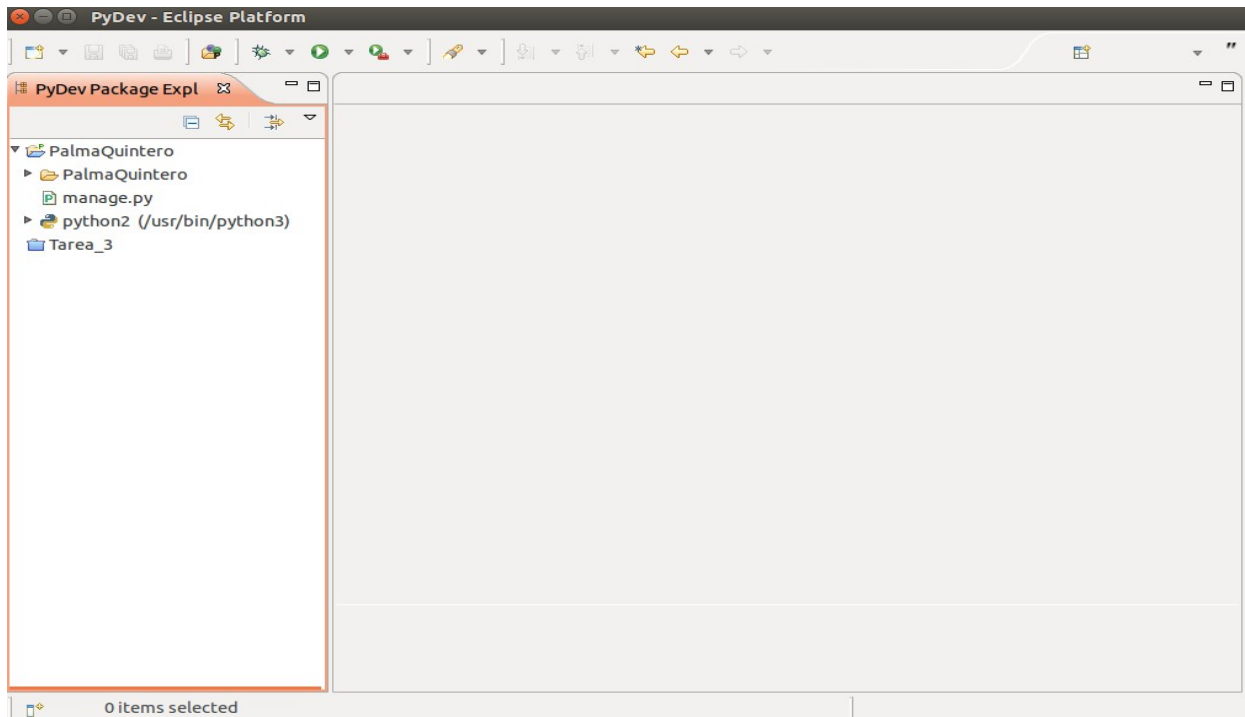 PyDev - Eclipse Platform
PyDev Package Expl
PalmaQuintero
PalmaQuintero
manage.py
python2 (/usr/bin/python3)
Tarea_3
0 items selected